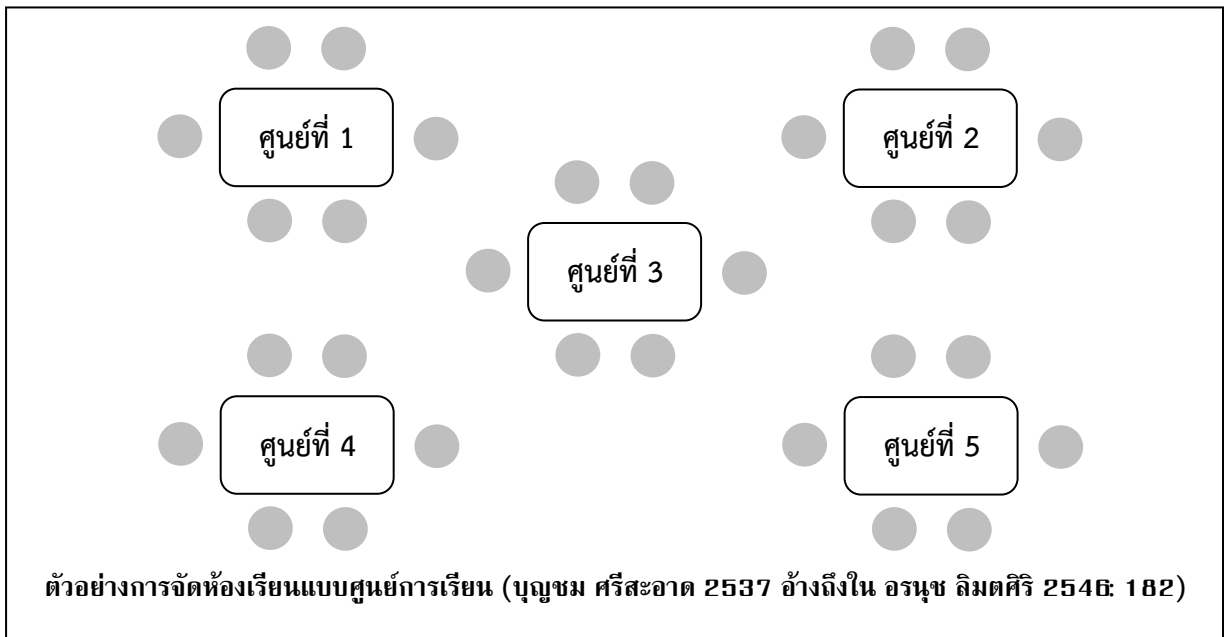 ศูนย์ที่ 1
ศูนย์ที่ 2
ศูนย์ที่ 3
ศูนย์ที่ 4
ศูนย์ที่ 5
ตัวอย่างการจัดห้องเรียนแบบศูนย์การเรียน (บุญชม ศรีสะอาด 2537 อ้างถึงใน อรนุช ลิมตศิริ 2546: 182)